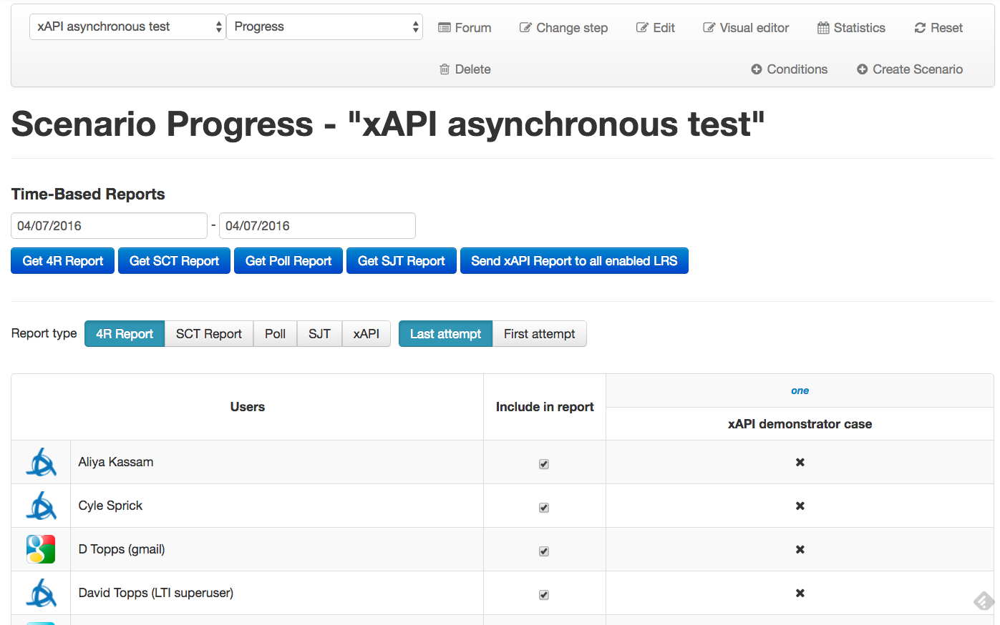 xAPI asynchronous test Progress Forum Change step Edit Visual editor Statistics Reset
Delete Conditions Create Scenario
Scenario Progress - "xAPI asynchronous test"
Time-Based Reports
04/07/2016 - 04/07/2016
Get 4R Report Get SCT Report Get Poll Report Get SJT Report Send xAPI Report to all enabled LRS
Report type 4R Report SCT Report Poll SJT xAPI Last attempt First attempt
one
Users Include in report
xAPI demonstrator case
Aliya Kassam
Cyle Sprick
D Topps (gmail)
David Topps (LTI superuser)